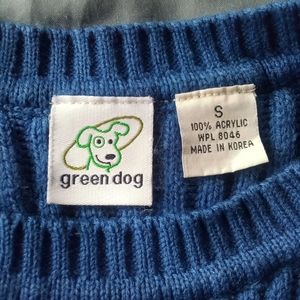 green dog
S
100% ACRYLIC
WPL 8046
MADE IN KOREA